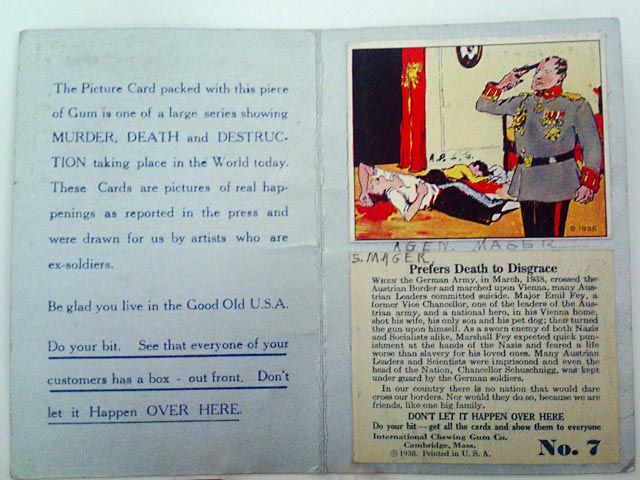 The Picture Card packed with this piece
of Gum is one of a large series showing
MURDER, DEATH and DESTRUC-
TION taking place in the World today.
These Cards are pictures of real hap-
penings as reported in the press and
were drawn for us by artists who are
ex-soldiers.
Be glad you live in the Good Old U.S.A.
Do your bit. See that everyone of your
customers has a box - out front. Don't
let it Happen OVER HERE.
© 1938
AGEN. MAGER
S. MAGER
Prefers Death to Disgrace
WHEN the German Army, in March, 1938, crossed the
Austrian Border and marched upon Vienna, many
Austrian Leaders committed suicide. Major Emil Fey, a
former Vice Chancellor, one of the leaders of the Aus-
trian army, and a national hero, in his Vienna home,
shot his wife, his only son and his pet dog; then turned
the gun upon himself. As a sworn enemy of both Nazis
and Socialists alike, Marshall Fey expected quick pun-
ishment at the hands of the Nazis and feared a life
worse than slavery for his loved ones. Many Austrian
Leaders and Scientists were imprisoned and even the
head of the Nation, Chancellor Schuschnigg, was kept
under guard by the German soldiers.
In our country there is no nation that would dare
cross our borders. Nor would they do so, because we are
friends, like one big family.
DON'T LET IT HAPPEN OVER HERE
Do your bit—get all the cards and show them to everyone
International Chewing Gum Co.
Cambridge, Mass.
© 1938. Printed in U. S. A.
No. 7